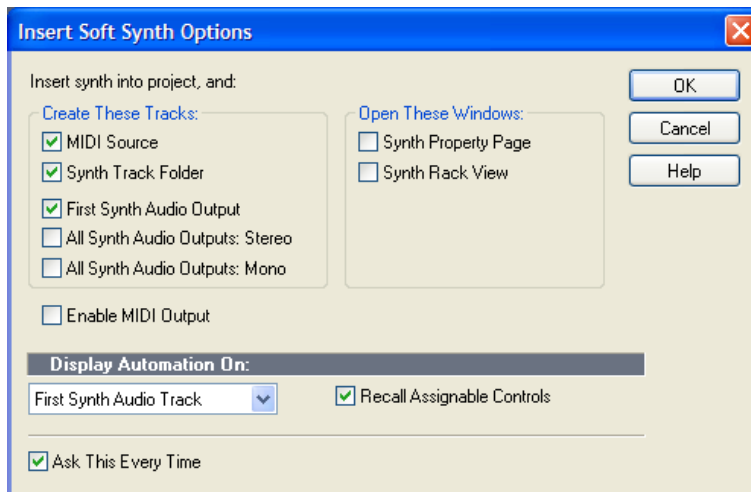 Insert Soft Synth Options
Insert synth into project, and:
Create These Tracks:
MIDI Source
Synth Track Folder
First Synth Audio Output
All Synth Audio Outputs: Stereo
All Synth Audio Outputs: Mono
Open These Windows:
Synth Property Page
Synth Rack View
OK
Cancel
Help
Enable MIDI Output
Display Automation On:
First Synth Audio Track
Recall Assignable Controls
Ask This Every Time